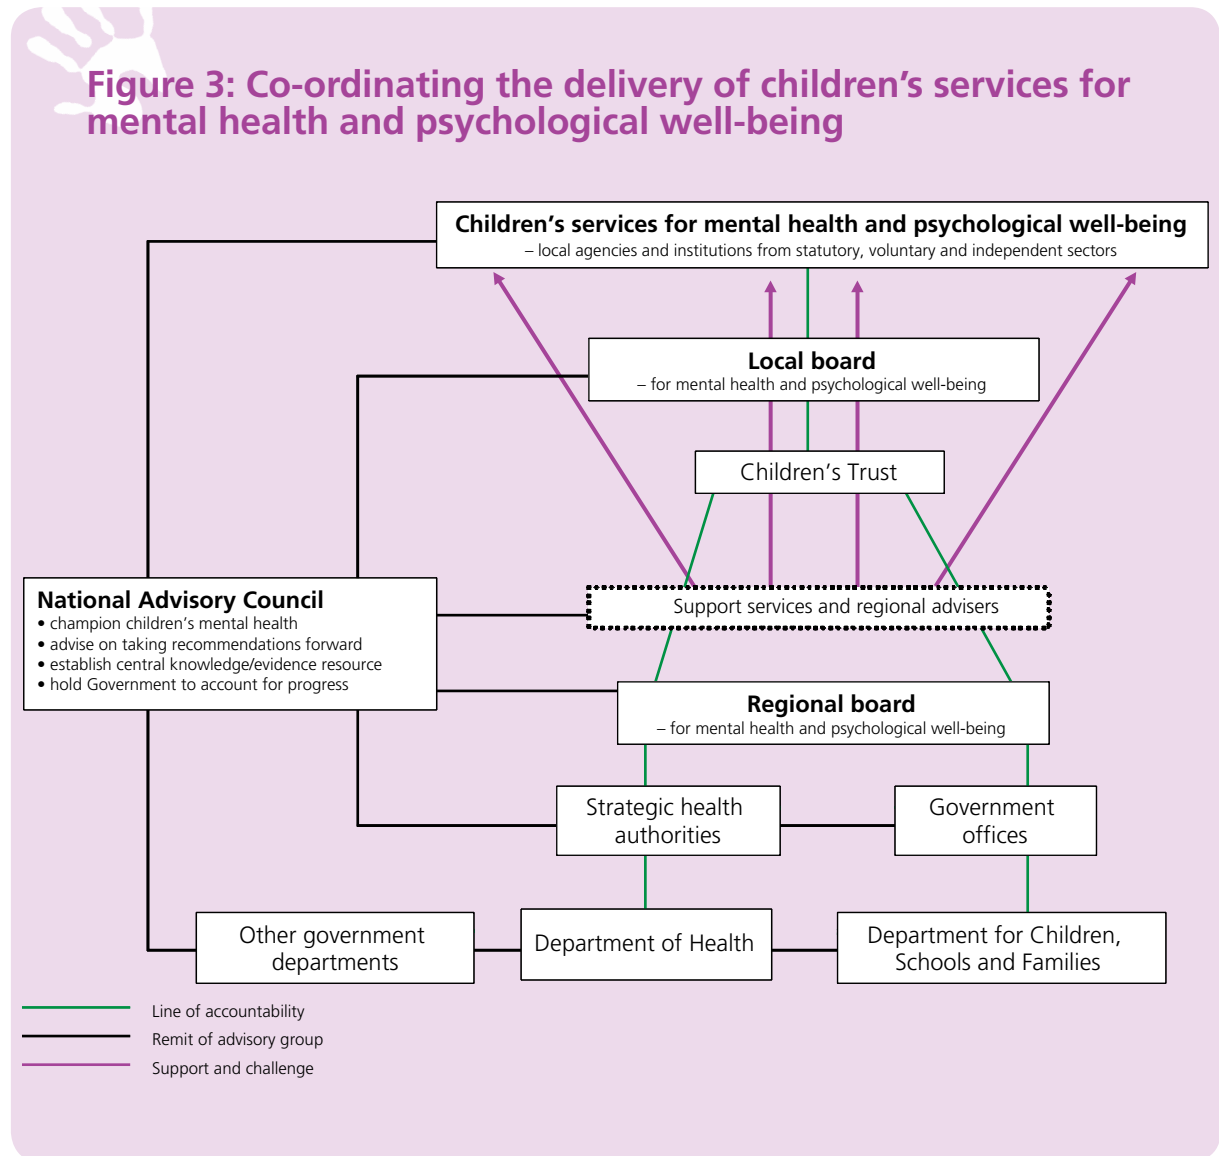 Figure 3: Co-ordinating the delivery of children’s services for
mental health and psychological well-being
Children’s services for mental health and psychological well-being
– local agencies and institutions from statutory, voluntary and independent sectors
Local board
– for mental health and psychological well-being
Children’s Trust
National Advisory Council
• champion children’s mental health
• advise on taking recommendations forward
• establish central knowledge/evidence resource
• hold Government to account for progress
Support services and regional advisers
Regional board
– for mental health and psychological well-being
Strategic health
authorities
Government
offices
Other government
departments
Department of Health
Department for Children,
Schools and Families
Line of accountability
Remit of advisory group
Support and challenge